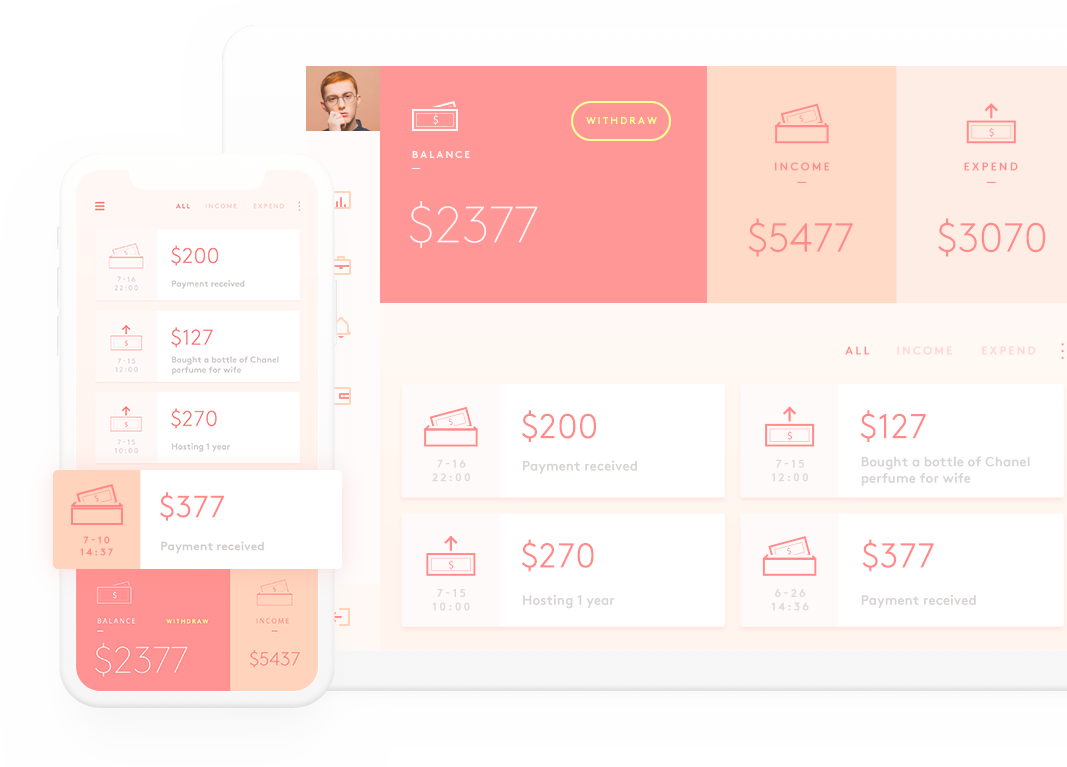 $
BALANCE
$2377
WITHDRAW
$
INCOME
$5477
$
EXPEND
$3070
ALL INCOME EXPEND
$
7-16
22:00
$200
Payment received
$
7-15
12:00
$127
Bought a bottle of Chanel
perfume for wife
$
7-15
10:00
$270
Hosting 1 year
$
6-26
14:36
$377
Payment received
ALL INCOME EXPEND
$
7-16
22:00
$200
Payment received
$
7-15
12:00
$127
Bought a bottle of Chanel
perfume for wife
$
7-15
10:00
$270
Hosting 1 year
$
7-10
14:37
$377
Payment received
$
BALANCE
WITHDRAW
$2377
$
INCOME
$5437